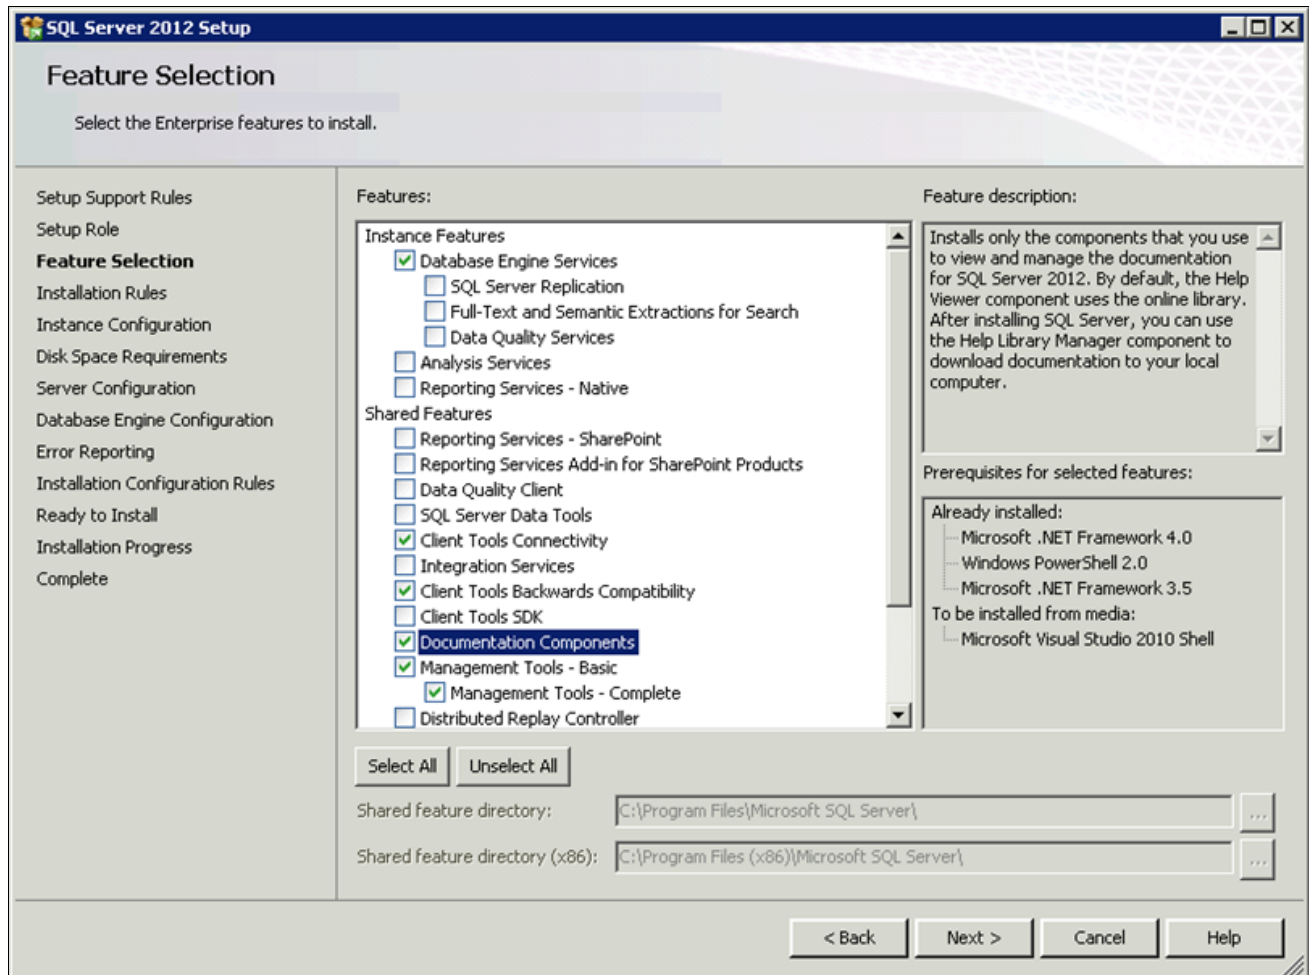 SQL Server 2012 Setup
Feature Selection
Select the Enterprise features to install.
Setup Support Rules
Setup Role
Feature Selection
Installation Rules
Instance Configuration
Disk Space Requirements
Server Configuration
Database Engine Configuration
Error Reporting
Installation Configuration Rules
Ready to Install
Installation Progress
Complete
Features:
Instance Features
Database Engine Services
SQL Server Replication
Full-Text and Semantic Extractions for Search
Data Quality Services
Analysis Services
Reporting Services - Native
Shared Features
Reporting Services - SharePoint
Reporting Services Add-in for SharePoint Products
Data Quality Client
SQL Server Data Tools
Client Tools Connectivity
Integration Services
Client Tools Backwards Compatibility
Client Tools SDK
Documentation Components
Management Tools - Basic
Management Tools - Complete
Distributed Replay Controller
Feature description:
Installs only the components that you use
to view and manage the documentation
for SQL Server 2012. By default, the Help
Viewer component uses the online library.
After installing SQL Server, you can use
the Help Library Manager component to
download documentation to your local
computer.
Prerequisites for selected features:
Already installed:
Microsoft .NET Framework 4.0
Windows PowerShell 2.0
Microsoft .NET Framework 3.5
To be installed from media:
Microsoft Visual Studio 2010 Shell
Select All
Unselect All
Shared feature directory:
C:\Program Files\Microsoft SQL Server\
...
Shared feature directory (x86):
C:\Program Files (x86)\Microsoft SQL Server\
...
< Back
Next >
Cancel
Help